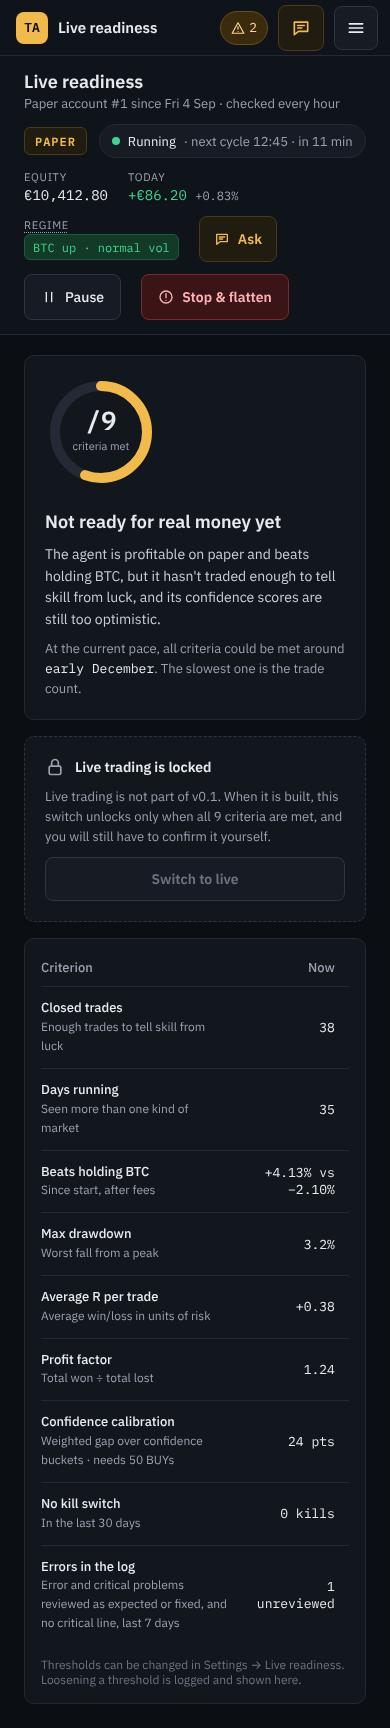 TA Live readiness 2
Live readiness
Paper account #1 since Fri 4 Sep · checked every hour
PAPER Running · next cycle 12:45 · in 11 min
EQUITY TODAY
€10,412.80 +€86.20 +0.83%
REGIME
BTC up · normal vol Ask
Pause Stop & flatten
/9
criteria met
Not ready for real money yet
The agent is profitable on paper and beats
holding BTC, but it hasn't traded enough to tell
skill from luck, and its confidence scores are
still too optimistic.
At the current pace, all criteria could be met around
early December. The slowest one is the trade
count.
Live trading is locked
Live trading is not part of v0.1. When it is built, this
switch unlocks only when all 9 criteria are met, and
you will still have to confirm it yourself.
Switch to live
Criterion Now
Closed trades
Enough trades to tell skill from
luck
38
Days running
Seen more than one kind of
market
35
Beats holding BTC
Since start, after fees
+4.13% vs
−2.10%
Max drawdown
Worst fall from a peak
3.2%
Average R per trade
Average win/loss in units of risk
+0.38
Profit factor
Total won ÷ total lost
1.24
Confidence calibration
Weighted gap over confidence
buckets · needs 50 BUYs
24 pts
No kill switch
In the last 30 days
0 kills
Errors in the log
Error and critical problems
reviewed as expected or fixed, and
no critical line, last 7 days
1
unreviewed
Thresholds can be changed in Settings → Live readiness.
Loosening a threshold is logged and shown here.